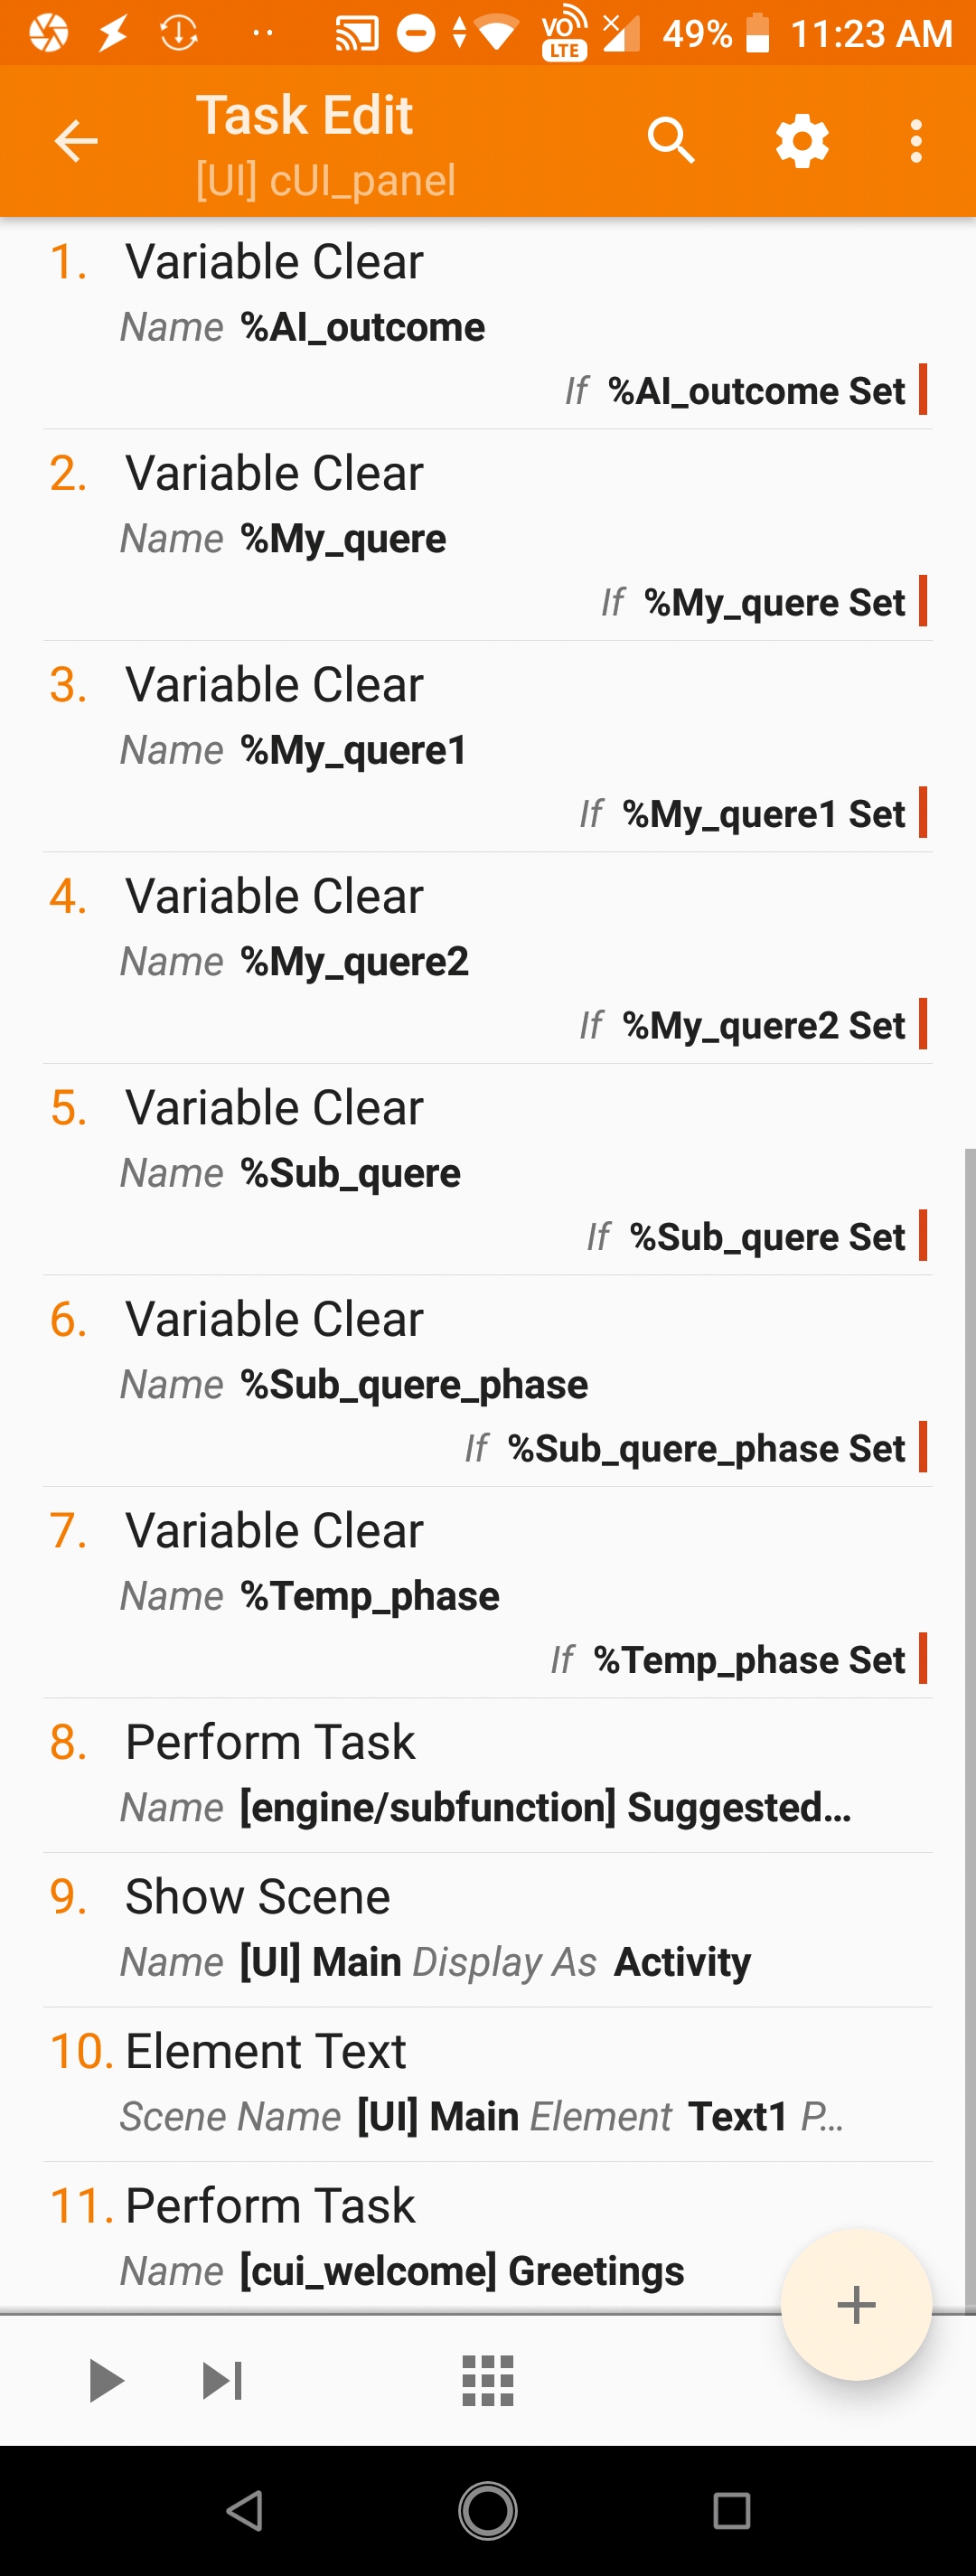 VO LTE 49% 11:23 AM
Task Edit
[UI] cUI_panel
1. Variable Clear
Name %AI_outcome
If %AI_outcome Set
2. Variable Clear
Name %My_quere
If %My_quere Set
3. Variable Clear
Name %My_quere1
If %My_quere1 Set
4. Variable Clear
Name %My_quere2
If %My_quere2 Set
5. Variable Clear
Name %Sub_quere
If %Sub_quere Set
6. Variable Clear
Name %Sub_quere_phase
If %Sub_quere_phase Set
7. Variable Clear
Name %Temp_phase
If %Temp_phase Set
8. Perform Task
Name [engine/subfunction] Suggested...
9. Show Scene
Name [UI] Main Display As Activity
10. Element Text
Scene Name [UI] Main Element Text1 P...
11. Perform Task
Name [cui_welcome] Greetings